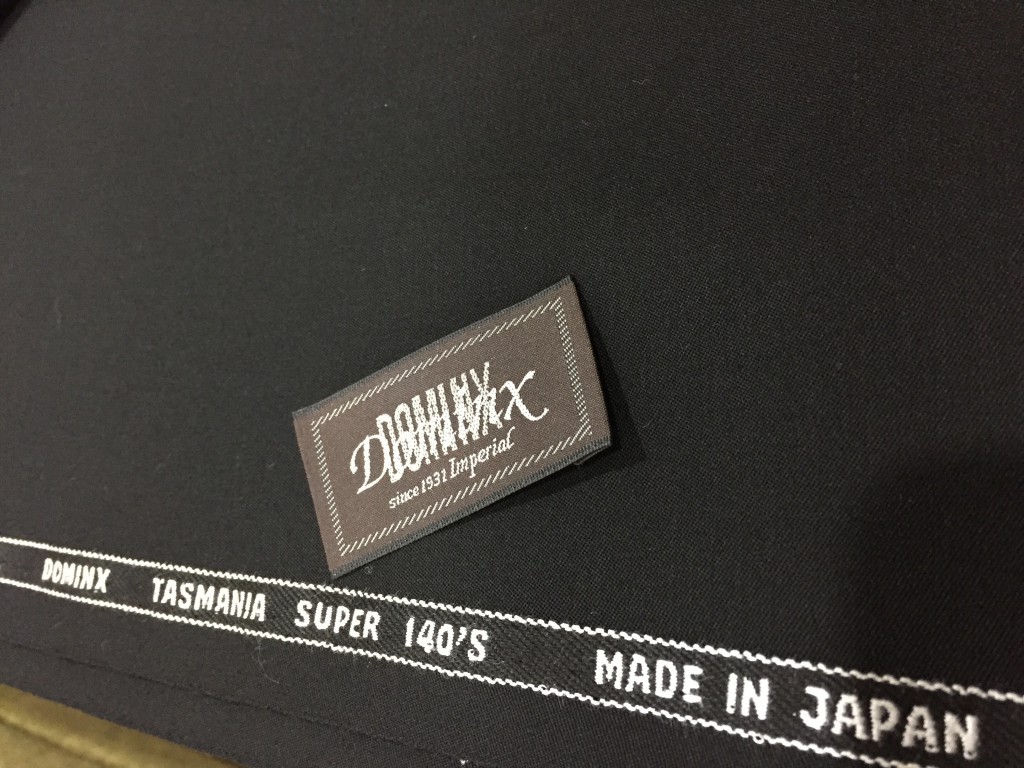 DOMINX
since 1931 Imperial
DOMINX TASMANIA SUPER 140'S MADE IN JAPAN